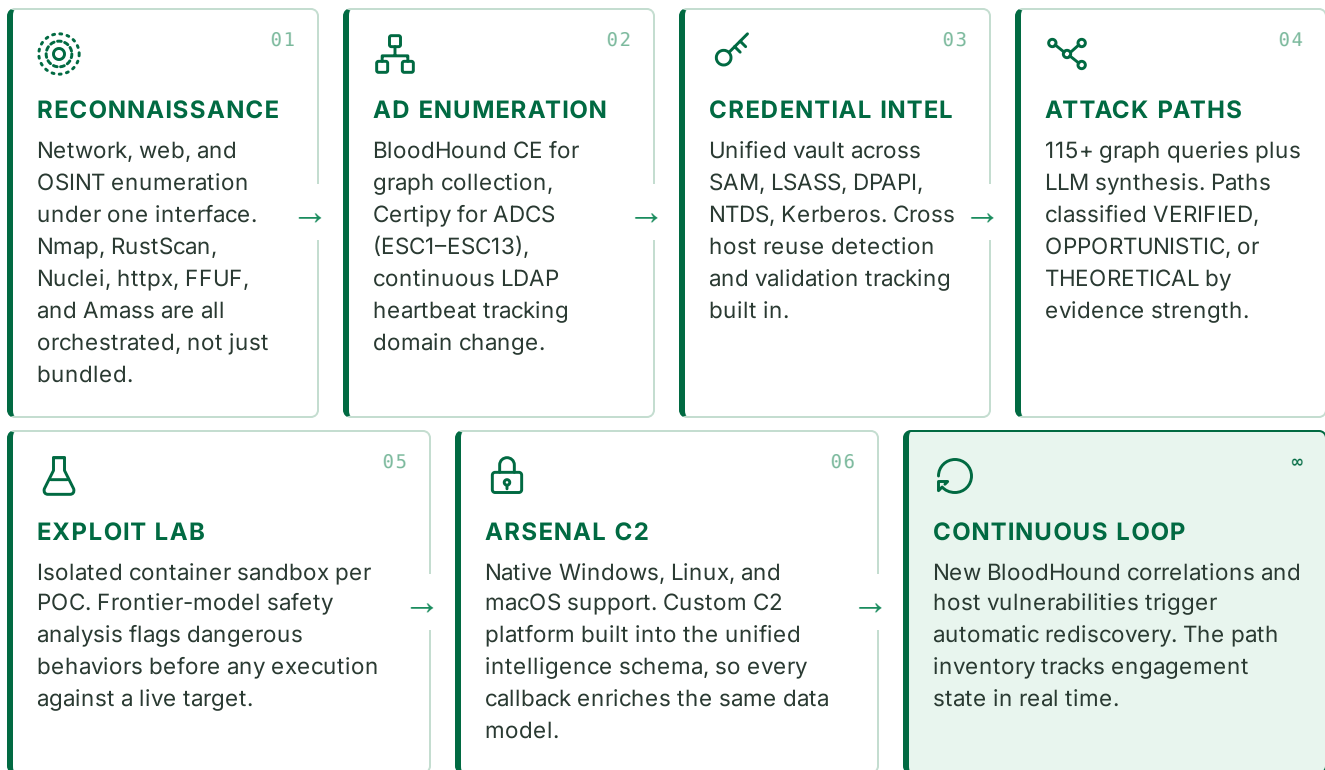 01
RECONNAISSANCE
Network, web, and
OSINT enumeration
under one interface.
Nmap, RustScan,
Nuclei, httpx, FFUF,
and Amass are all
orchestrated, not just
bundled.
→
02
AD ENUMERATION
BloodHound CE for
graph collection,
Certipy for ADCS
(ESC1–ESC13),
continuous LDAP
heartbeat tracking
domain change.
→
03
CREDENTIAL INTEL
Unified vault across
SAM, LSASS, DPAPI,
NTDS, Kerberos. Cross
host reuse detection
and validation tracking
built in.
→
04
ATTACK PATHS
115+ graph queries plus
LLM synthesis. Paths
classified VERIFIED,
OPPORTUNISTIC, or
THEORETICAL by
evidence strength.
05
EXPLOIT LAB
Isolated container sandbox per
POC. Frontier-model safety
analysis flags dangerous
behaviors before any execution
against a live target.
→
06
ARSENAL C2
Native Windows, Linux, and
macOS support. Custom C2
platform built into the unified
intelligence schema, so every
callback enriches the same data
model.
→
∞
CONTINUOUS LOOP
New BloodHound correlations and
host vulnerabilities trigger
automatic rediscovery. The path
inventory tracks engagement
state in real time.